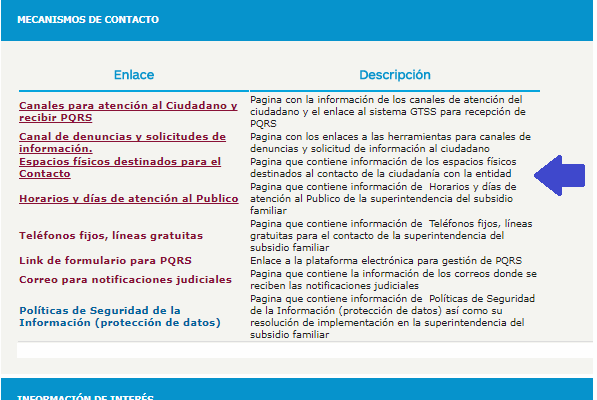 MECANISMOS DE CONTACTO
Enlace
Descripción
Canales para atención al Ciudadano y
recibir PQRS
Pagina con la información de los canales de atención del
ciudadano y el enlace al sistema GTSS para recepción de
PQRS
Canal de denuncias y solicitudes de
información.
Pagina con los enlaces a las herramientas para canales de
denuncias y solicitud de información al ciudadano
Espacios físicos destinados para el
Contacto
Pagina que contiene información de los espacios físicos
destinados al contacto de la ciudadanía con la entidad
Horarios y días de atención al Publico
Pagina que contiene información de  Horarios y días de
atención al Publico de la superintendencia del subsidio
familiar
Teléfonos fijos, líneas gratuitas
Pagina que contiene información de  Teléfonos fijos, líneas
gratuitas para el contacto de la superintendencia del
subsidio familiar
Link de formulario para PQRS
Enlace a la plataforma electrónica para gestión de PQRS
Correo para notificaciones judiciales
Pagina que contiene la información de los correos donde se
reciben las notificaciones judiciales
Políticas de Seguridad de la
Información (protección de datos)
Pagina que contiene información de  Políticas de Seguridad
de la Información (protección de datos) así como su
resolución de implementación en la superintendencia del
subsidio familiar
INFORMACIÓN DE INTERÉS